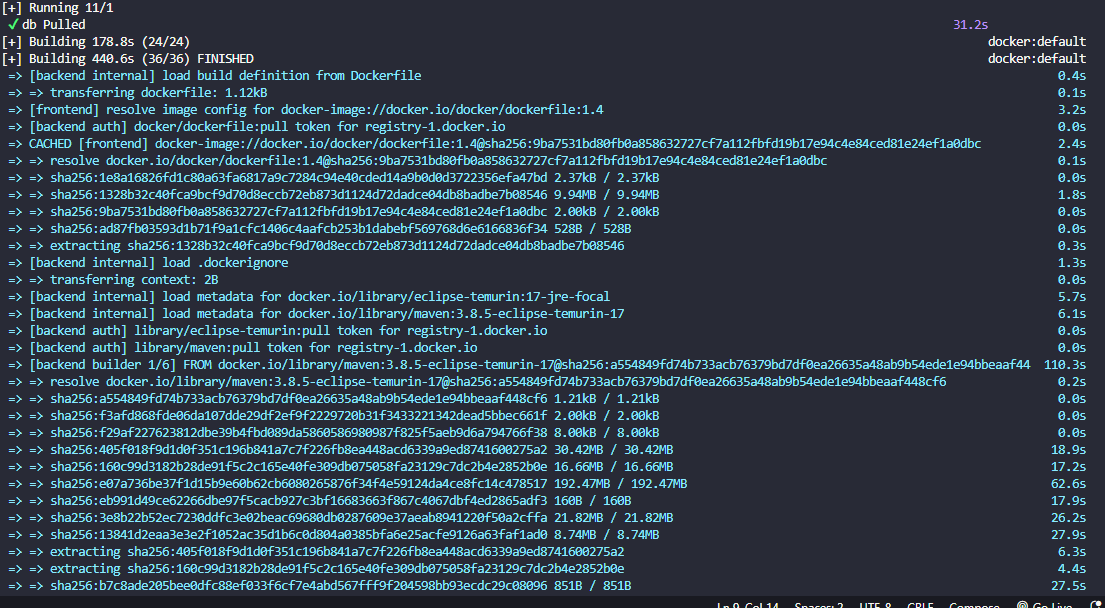 [+] Running 11/1
✓ db Pulled 31.2s
[+] Building 178.8s (24/24) docker:default
[+] Building 440.6s (36/36) FINISHED docker:default
=> [backend internal] load build definition from Dockerfile 0.4s
=> => transferring dockerfile: 1.12kB 0.1s
=> [frontend] resolve image config for docker-image://docker.io/docker/dockerfile:1.4 3.2s
=> [backend auth] docker/dockerfile:pull token for registry-1.docker.io 0.0s
=> CACHED [frontend] docker-image://docker.io/docker/dockerfile:1.4@sha256:9ba7531bd80fb0a858632727cf7a112fbfd19b17e94c4e84ced81e24ef1a0dbc 2.4s
=> => resolve docker.io/docker/dockerfile:1.4@sha256:9ba7531bd80fb0a858632727cf7a112fbfd19b17e94c4e84ced81e24ef1a0dbc 0.1s
=> => sha256:1e8a16826fd1c80a63fa6817a9c7284c94e40cded14a9b0d0d3722356efa47bd 2.37kB / 2.37kB 0.0s
=> => sha256:1328b32c40fca9bcf9d70d8eccb72eb873d1124d72dadce04db8badbe7b08546 9.94MB / 9.94MB 1.8s
=> => sha256:9ba7531bd80fb0a858632727cf7a112fbfd19b17e94c4e84ced81e24ef1a0dbc 2.00kB / 2.00kB 0.0s
=> => sha256:ad87fb03593d1b71f9a1cfc1406c4aafcb253b1dabebf569768d6e6166836f34 528B / 528B 0.0s
=> => extracting sha256:1328b32c40fca9bcf9d70d8eccb72eb873d1124d72dadce04db8badbe7b08546 0.3s
=> [backend internal] load .dockerignore 1.3s
=> => transferring context: 2B 0.0s
=> [backend internal] load metadata for docker.io/library/eclipse-temurin:17-jre-focal 5.7s
=> [backend internal] load metadata for docker.io/library/maven:3.8.5-eclipse-temurin-17 6.1s
=> [backend auth] library/eclipse-temurin:pull token for registry-1.docker.io 0.0s
=> [backend auth] library/maven:pull token for registry-1.docker.io 0.0s
=> [backend builder 1/6] FROM docker.io/library/maven:3.8.5-eclipse-temurin-17@sha256:a554849fd74b733acb76379bd7df0ea26635a48ab9b54ede1e94bbeaaf44 110.3s
=> => resolve docker.io/library/maven:3.8.5-eclipse-temurin-17@sha256:a554849fd74b733acb76379bd7df0ea26635a48ab9b54ede1e94bbeaaf448cf6 0.2s
=> => sha256:a554849fd74b733acb76379bd7df0ea26635a48ab9b54ede1e94bbeaaf448cf6 1.21kB / 1.21kB 0.0s
=> => sha256:f3afd868fde06da107dde29df2ef9f2229720b31f3433221342dead5bbec661f 2.00kB / 2.00kB 0.0s
=> => sha256:f29af227623812dbe39b4fbd089da5860586980987f825f5aeb9d6a794766f38 8.00kB / 8.00kB 0.0s
=> => sha256:405f018f9d1d0f351c196b841a7c7f226fb8ea448acd6339a9ed8741600275a2 30.42MB / 30.42MB 18.9s
=> => sha256:160c99d3182b28de91f5c2c165e40fe309db075058fa23129c7dc2b4e2852b0e 16.66MB / 16.66MB 17.2s
=> => sha256:e07a736be37f1d15b9e60b62cb6080265876f34f4e59124da4ce8fc14c478517 192.47MB / 192.47MB 62.6s
=> => sha256:eb991d49ce62266dbe97f5cacb927c3bf16683663f867c4067dbf4ed2865adf3 160B / 160B 17.9s
=> => sha256:3e8b22b52ec7230ddfc3e02beac69680db0287609e37aeab8941220f50a2cffa 21.82MB / 21.82MB 26.2s
=> => sha256:13841d2eaa3e3e2f1052ac35d1b6c0d804a0385bfa6e25acfe9126a63faf1ad0 8.74MB / 8.74MB 27.9s
=> => extracting sha256:405f018f9d1d0f351c196b841a7c7f226fb8ea448acd6339a9ed8741600275a2 6.3s
=> => extracting sha256:160c99d3182b28de91f5c2c165e40fe309db075058fa23129c7dc2b4e2852b0e 4.4s
=> => sha256:b7c8ade205bee0dfc88ef033f6cf7e4abd567fff9f204598bb93ecdc29c08096 851B / 851B 27.5s
Ln 9, Col 14 Spaces: 2 UTF-8 CRLF Compose Go Live